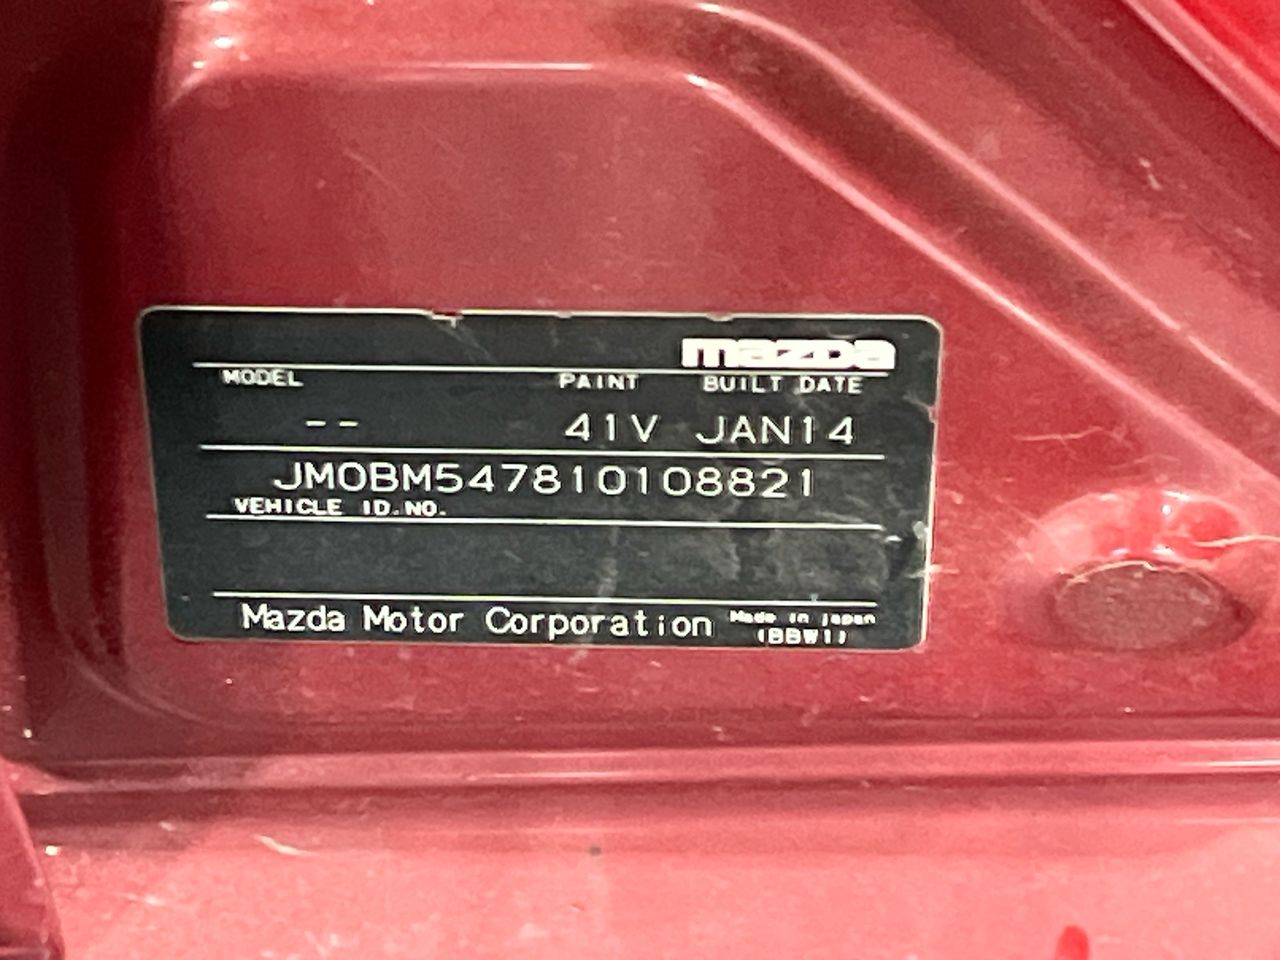 mazda
MODEL PAINT BUILT DATE
-- 41V JAN14
JM0BM547810108821
VEHICLE ID.NO.
Mazda Motor Corporation Made in Japan
(BBW1)